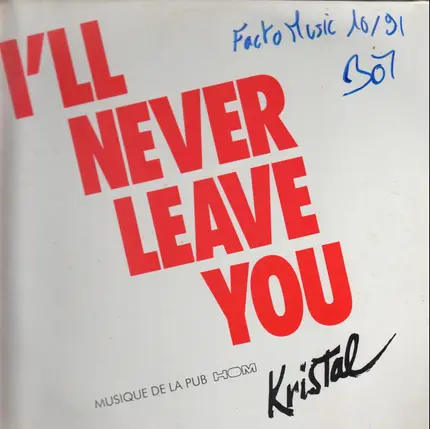 Facto Music 10/91
I'LL
NEVER
LEAVE
YOU
MUSIQUE DE LA PUB HOM
Kristal